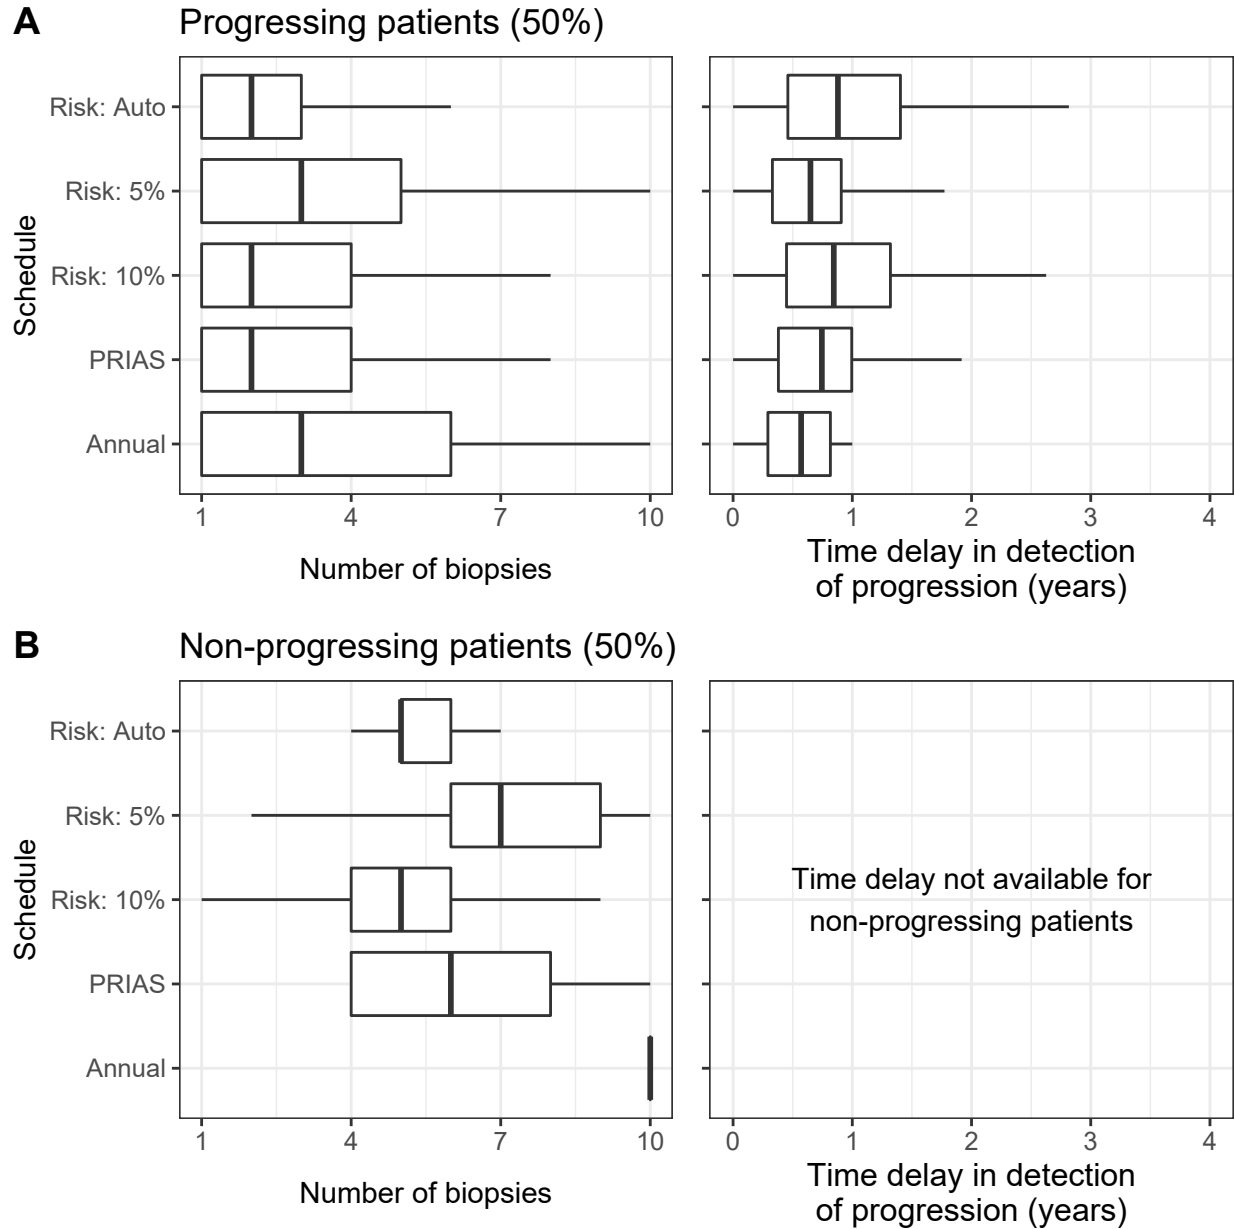 A
Progressing patients (50%)
Schedule
Risk: Auto
Risk: 5%
Risk: 10%
PRIAS
Annual
1 4 7 10
Number of biopsies
0 1 2 3 4
Time delay in detection
of progression (years)
B
Non-progressing patients (50%)
Schedule
Risk: Auto
Risk: 5%
Risk: 10%
PRIAS
Annual
1 4 7 10
Number of biopsies
Time delay not available for
non-progressing patients
0 1 2 3 4
Time delay in detection
of progression (years)